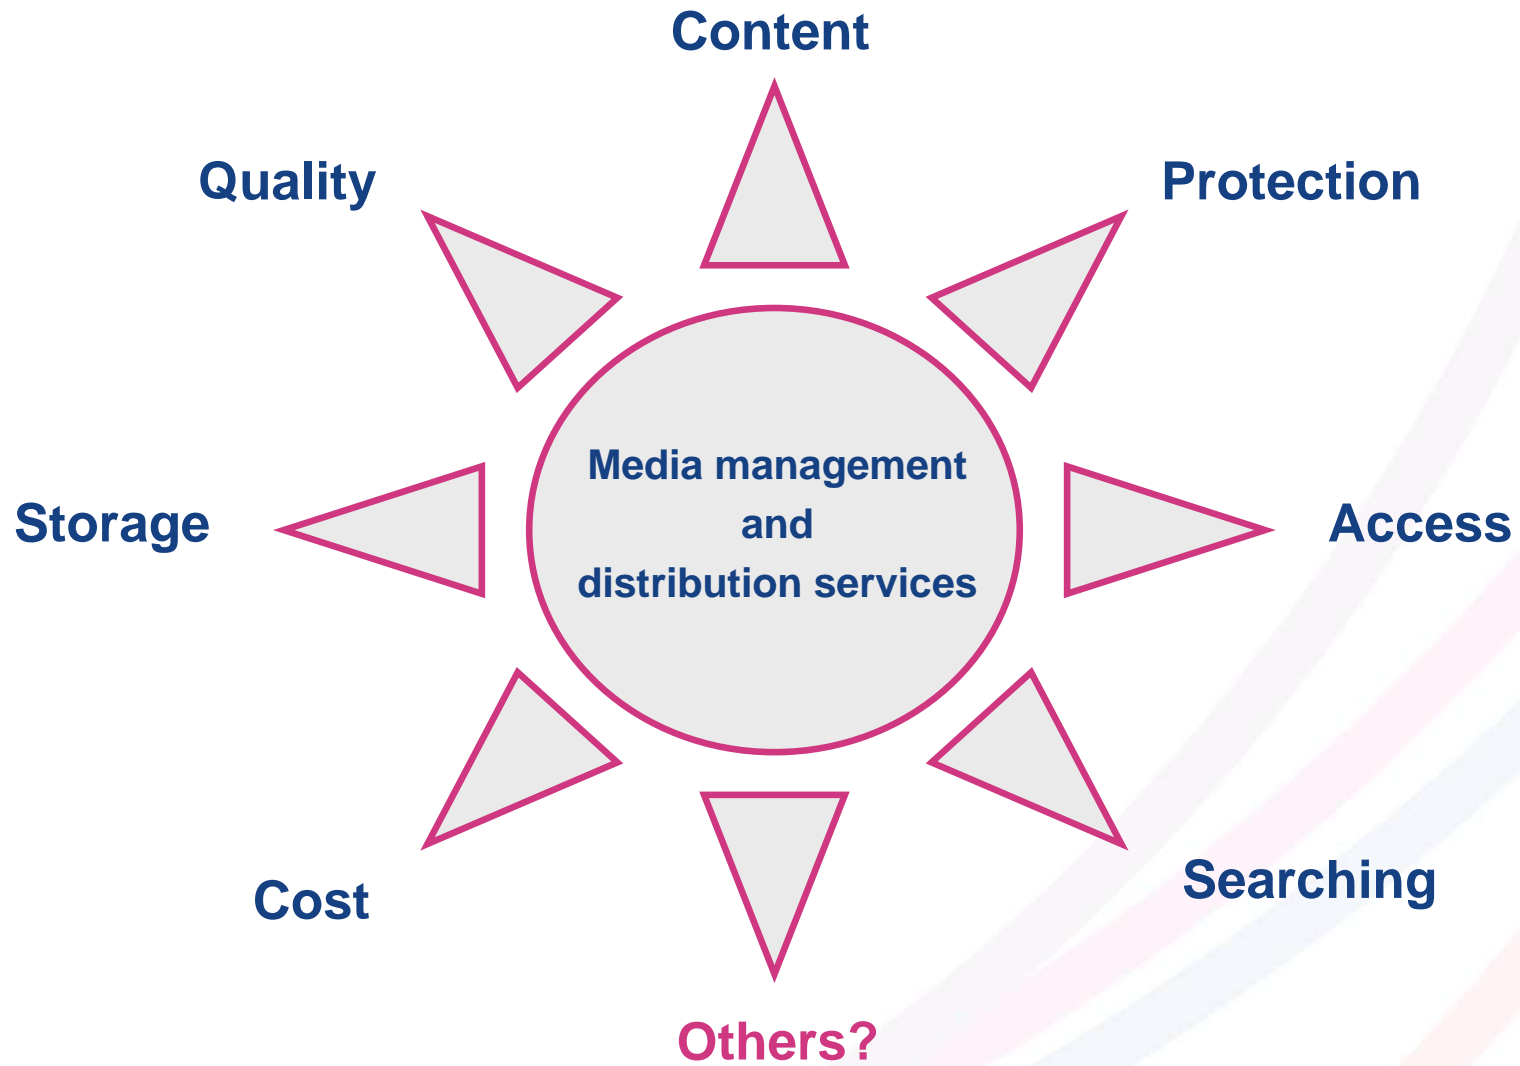 Content
Quality
Protection
Media management
and
distribution services
Storage
Access
Cost
Searching
Others?